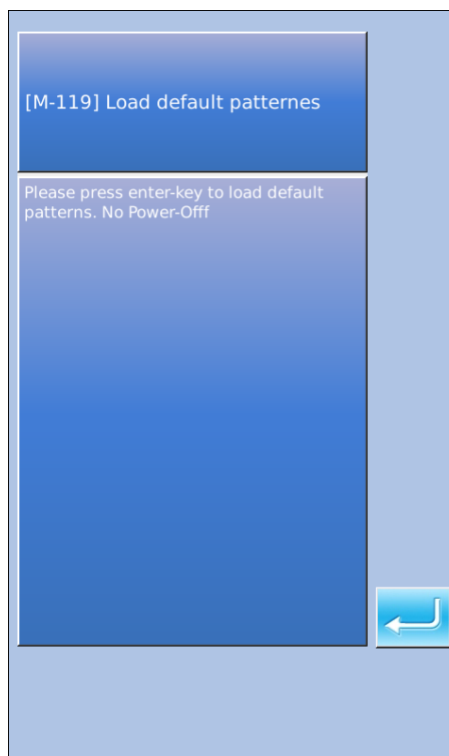 [M-119] Load default patternes
Please press enter-key to load default
patterns. No Power-Offf